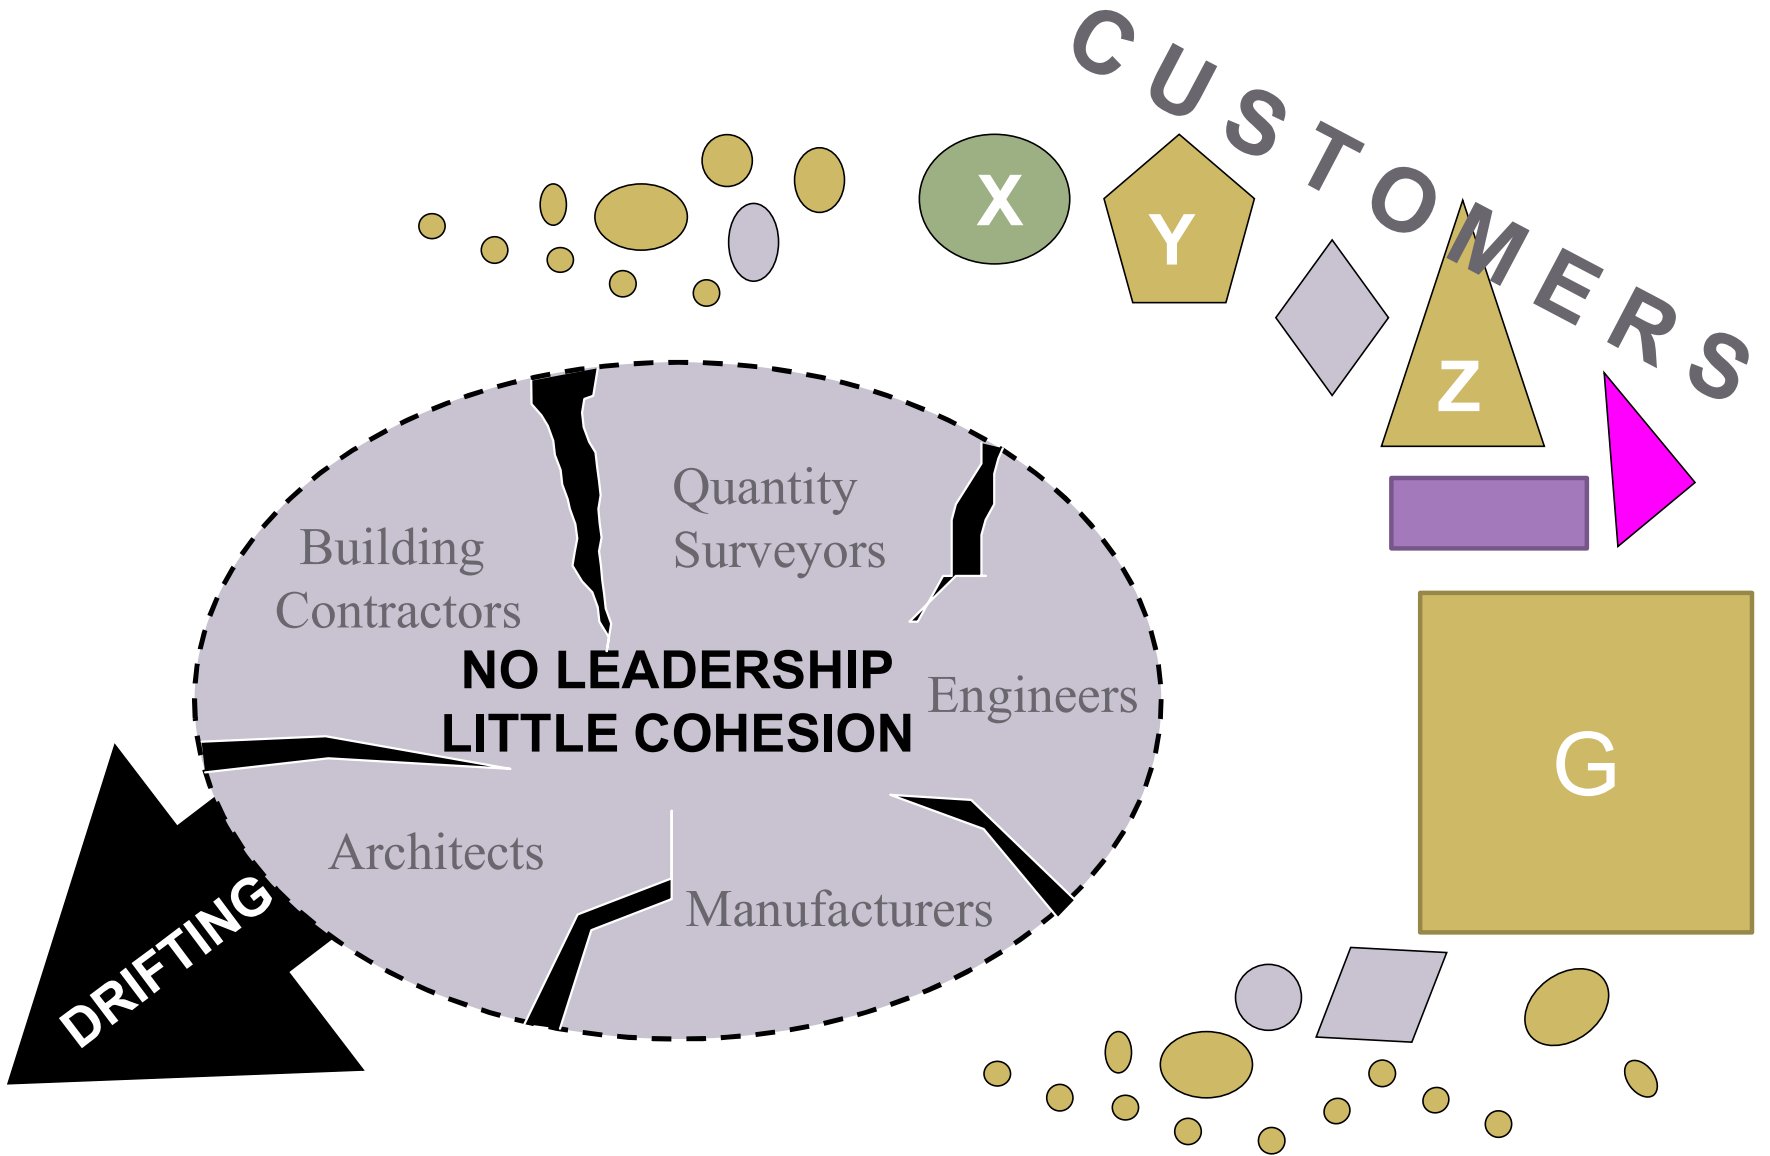 CUSTOMERS
X
Y
Z
Quantity
Surveyors
Building
Contractors
NO LEADERSHIP
LITTLE COHESION
Engineers
G
Architects
Manufacturers
DRIFTING